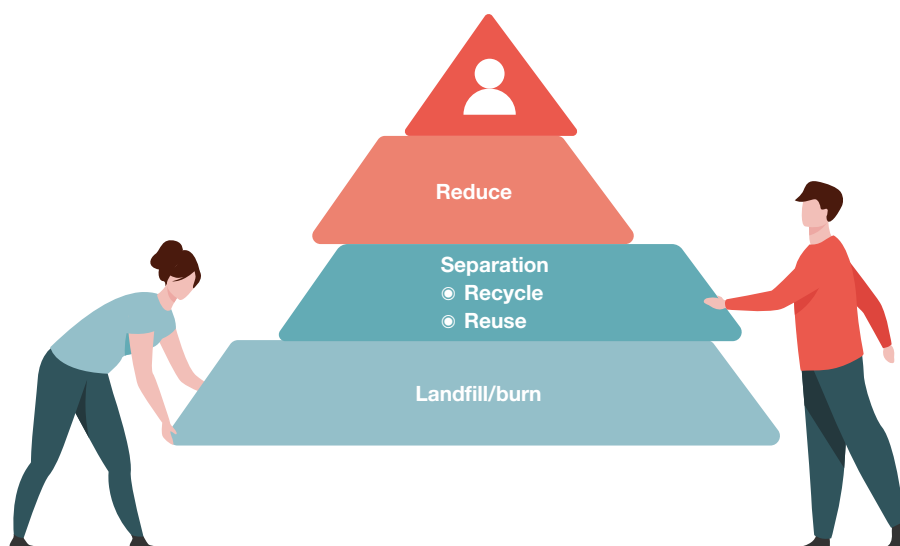 Reduce
Separation
◉ Recycle
◉ Reuse
Landfill/burn